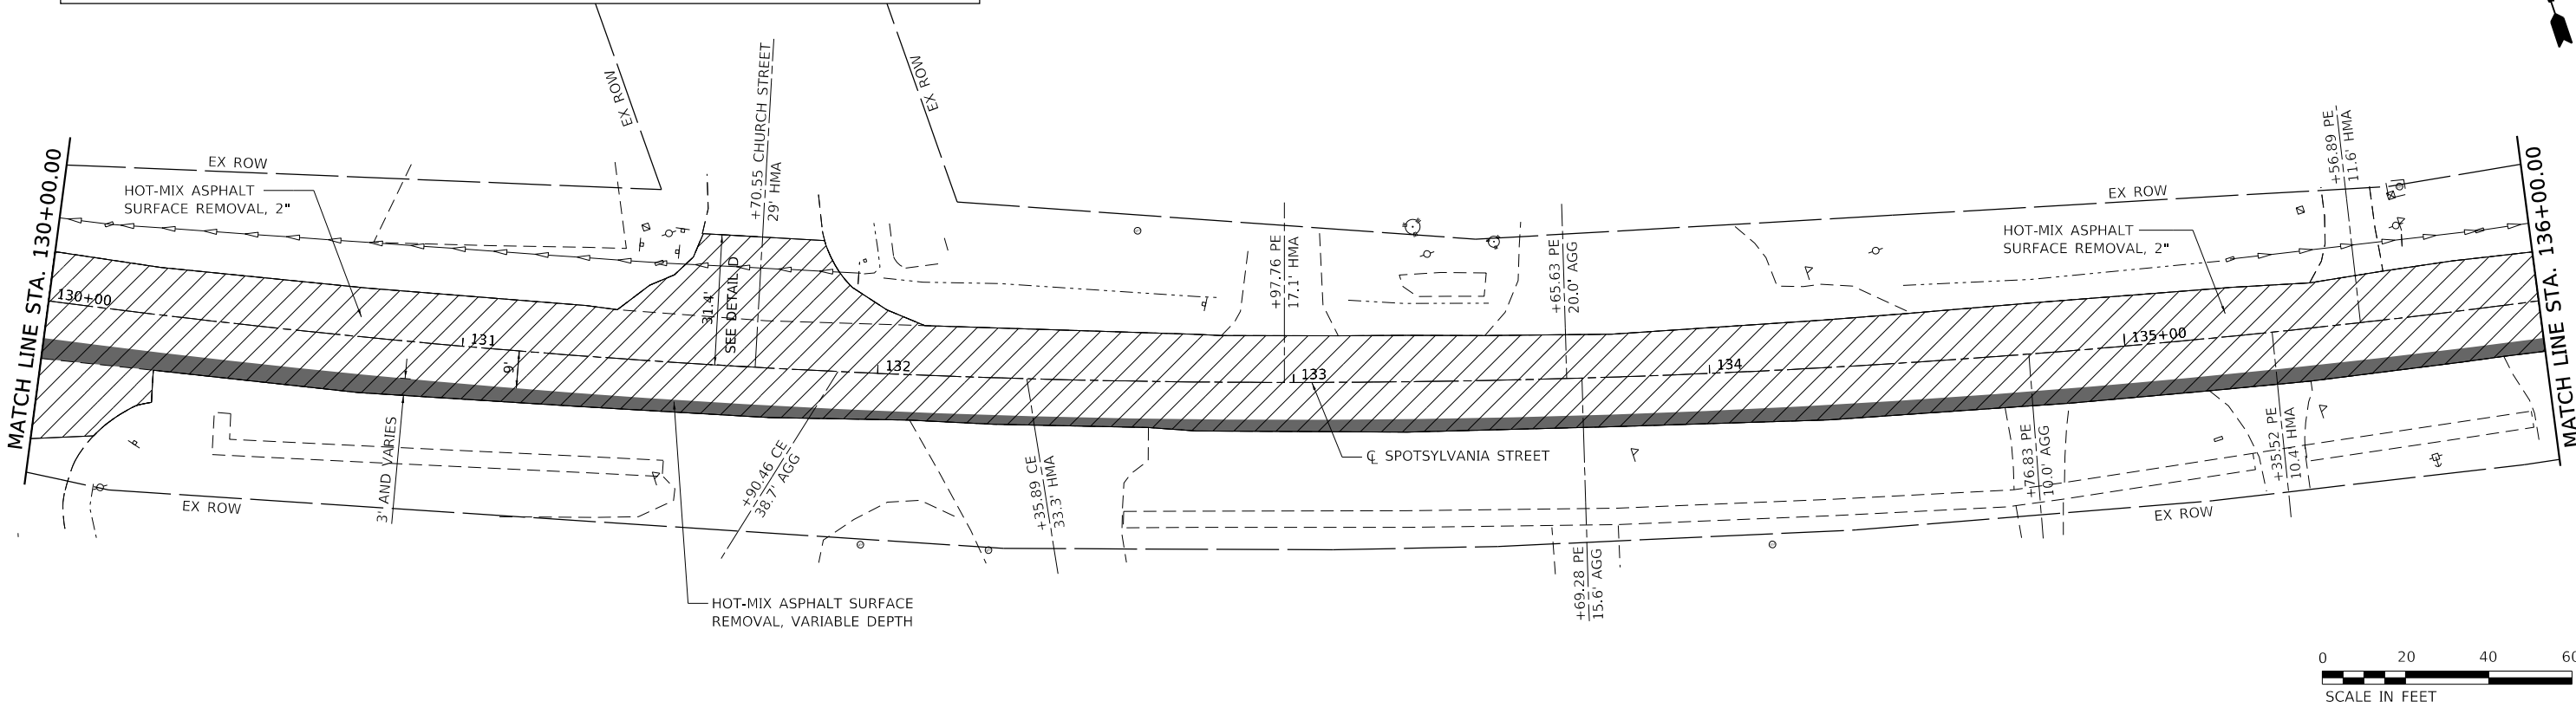 EX ROW
EX ROW
+70.55 CHURCH STREET
29' HMA
MATCH LINE STA. 130+00.00
EX ROW
HOT-MIX ASPHALT
SURFACE REMOVAL, 2"
130+00
131
9'
31.4'
SEE DETAIL D
132
+97.76 PE
17.1' HMA
133
+65.63 PE
20.0' AGG
134
EX ROW
HOT-MIX ASPHALT
SURFACE REMOVAL, 2"
135+00
+56.89 PE
11.6' HMA
MATCH LINE STA. 136+00.00
3' AND VARIES
EX ROW
+90.46 CE
38.7' AGG
+35.89 CE
33.3' HMA
℄ SPOTSYLVANIA STREET
+69.28 PE
15.6' AGG
+76.83 PE
10.0' AGG
+35.52 PE
10.4' HMA
EX ROW
HOT-MIX ASPHALT SURFACE
REMOVAL, VARIABLE DEPTH
0 20 40 60
SCALE IN FEET